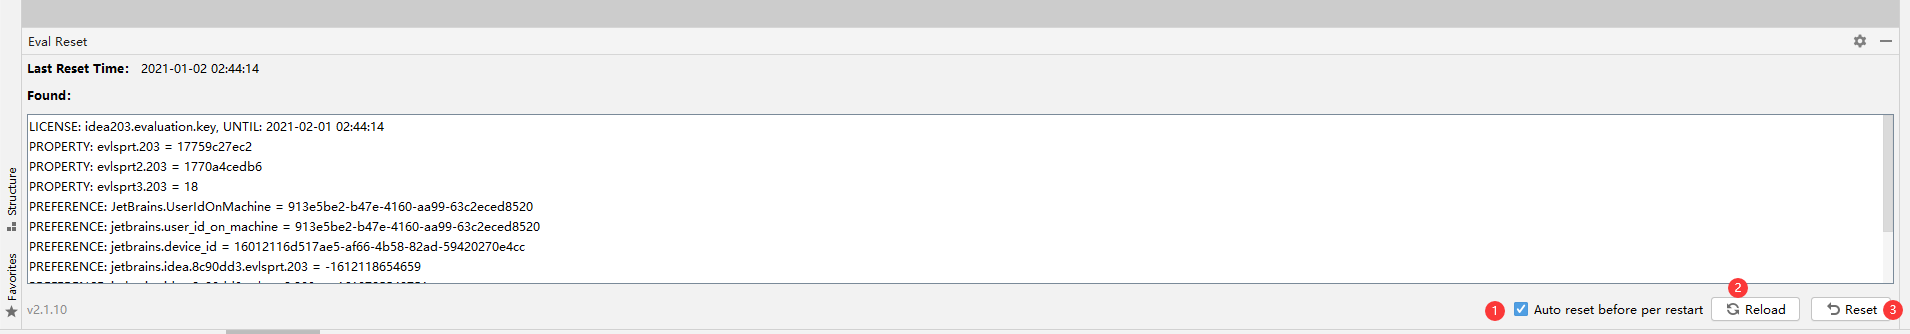 Eval Reset
Last Reset Time: 2021-01-02 02:44:14
Found:
LICENSE: idea203.evaluation.key, UNTIL: 2021-02-01 02:44:14
PROPERTY: evlsprt.203 = 17759c27ec2
PROPERTY: evlsprt2.203 = 1770a4cedb6
PROPERTY: evlsprt3.203 = 18
PREFERENCE: JetBrains.UserIdOnMachine = 913e5be2-b47e-4160-aa99-63c2eced8520
PREFERENCE: jetbrains.user_id_on_machine = 913e5be2-b47e-4160-aa99-63c2eced8520
PREFERENCE: jetbrains.device_id = 16012116d517ae5-af66-4b58-82ad-59420270e4cc
PREFERENCE: jetbrains.idea.8c90dd3.evlsprt.203 = -1612118654659
Structure
Favorites
v2.1.10
1 Auto reset before per restart
2 Reload
Reset 3